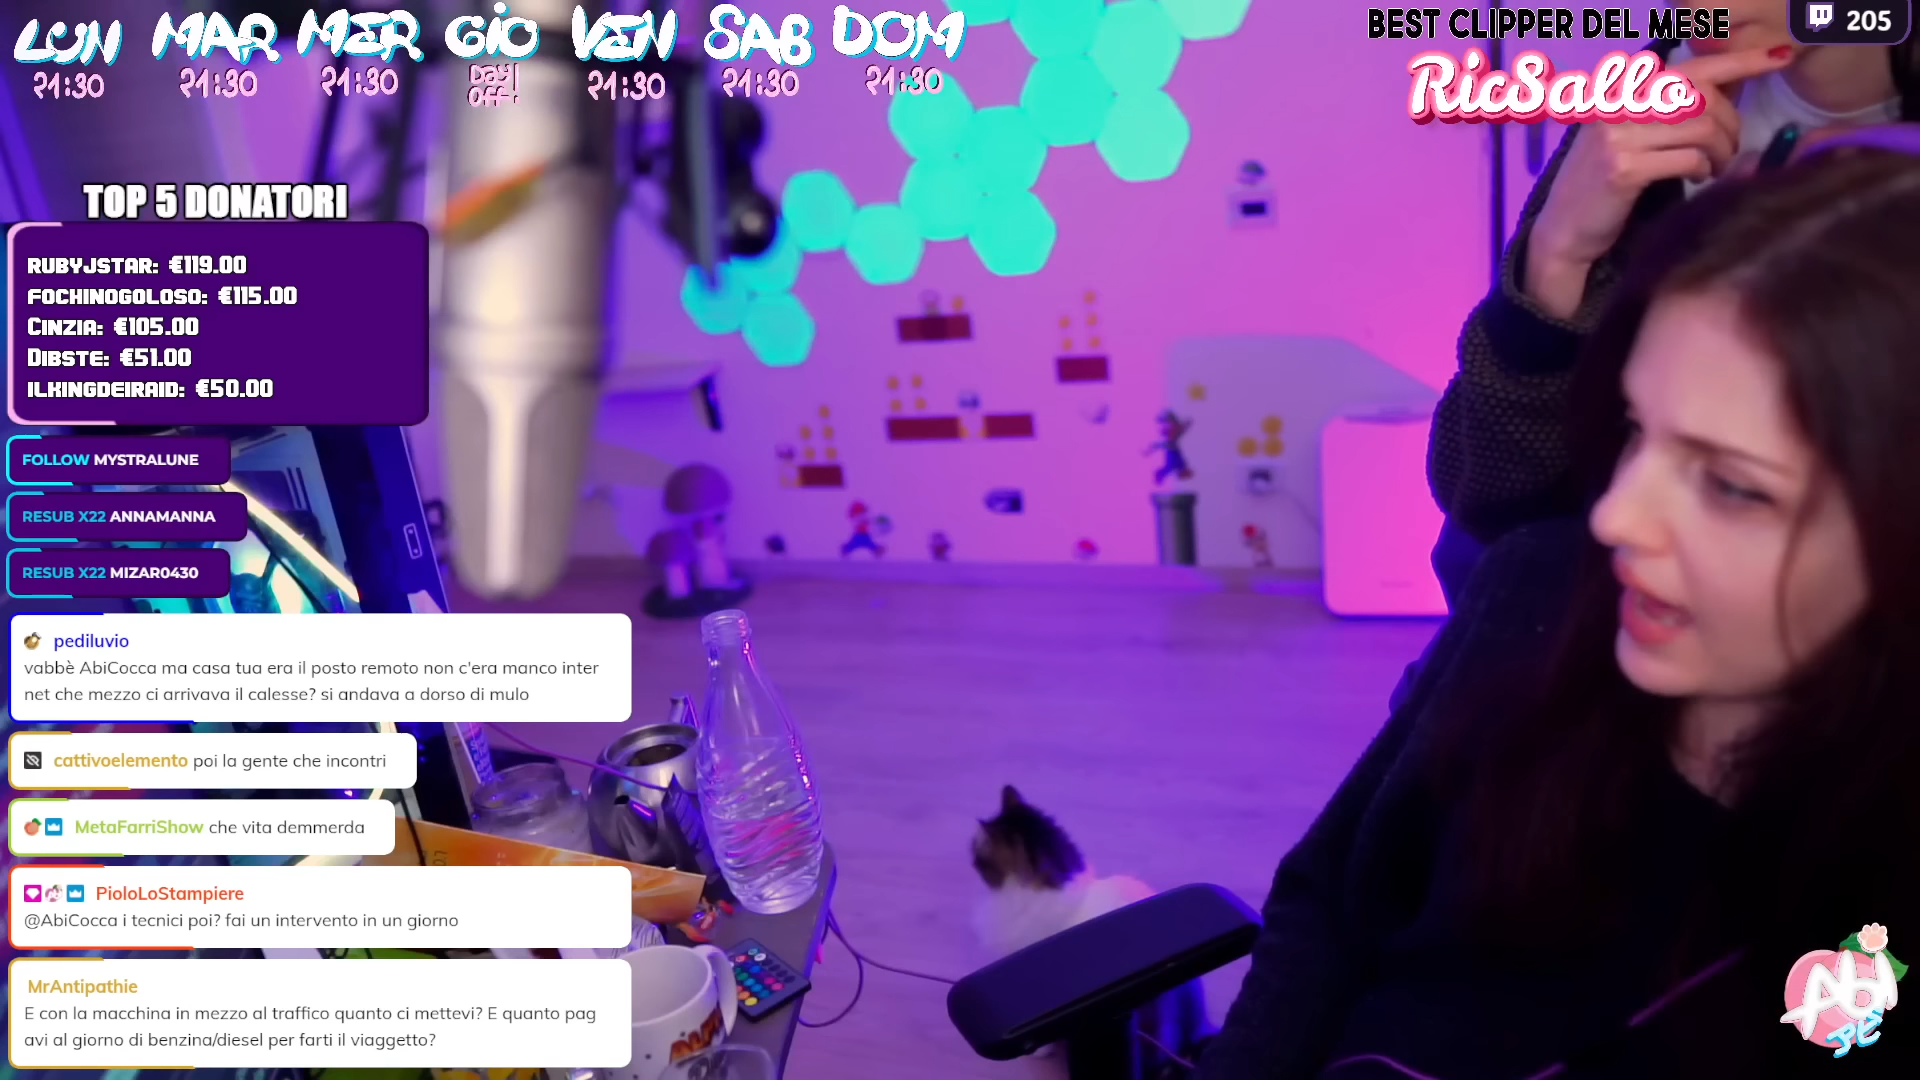 LUN MAR MER GIO VEN SAB DOM
21:30 21:30 21:30 DAY OFF! 21:30 21:30 21:30
BEST CLIPPER DEL MESE
RicSallo
205
TOP 5 DONATORI
RUBYJSTAR: €119.00
FOCHINOGOLOSO: €115.00
CINZIA: €105.00
DIBSTE: €51.00
ILKINGDEIRAID: €50.00
FOLLOW MYSTRALUNE
RESUB X22 ANNAMANNA
RESUB X22 MIZAR0430
pediluvio
vabbè AbiCocca ma casa tua era il posto remoto non c'era manco inter
net che mezzo ci arrivava il calesse? si andava a dorso di mulo
cattivoelemento poi la gente che incontri
MetaFarriShow che vita demmerda
PioloLoStampiere
@AbiCocca i tecnici poi? fai un intervento in un giorno
MrAntipathie
E con la macchina in mezzo al traffico quanto ci mettevi? E quanto pag
avi al giorno di benzina/diesel per farti il viaggetto?